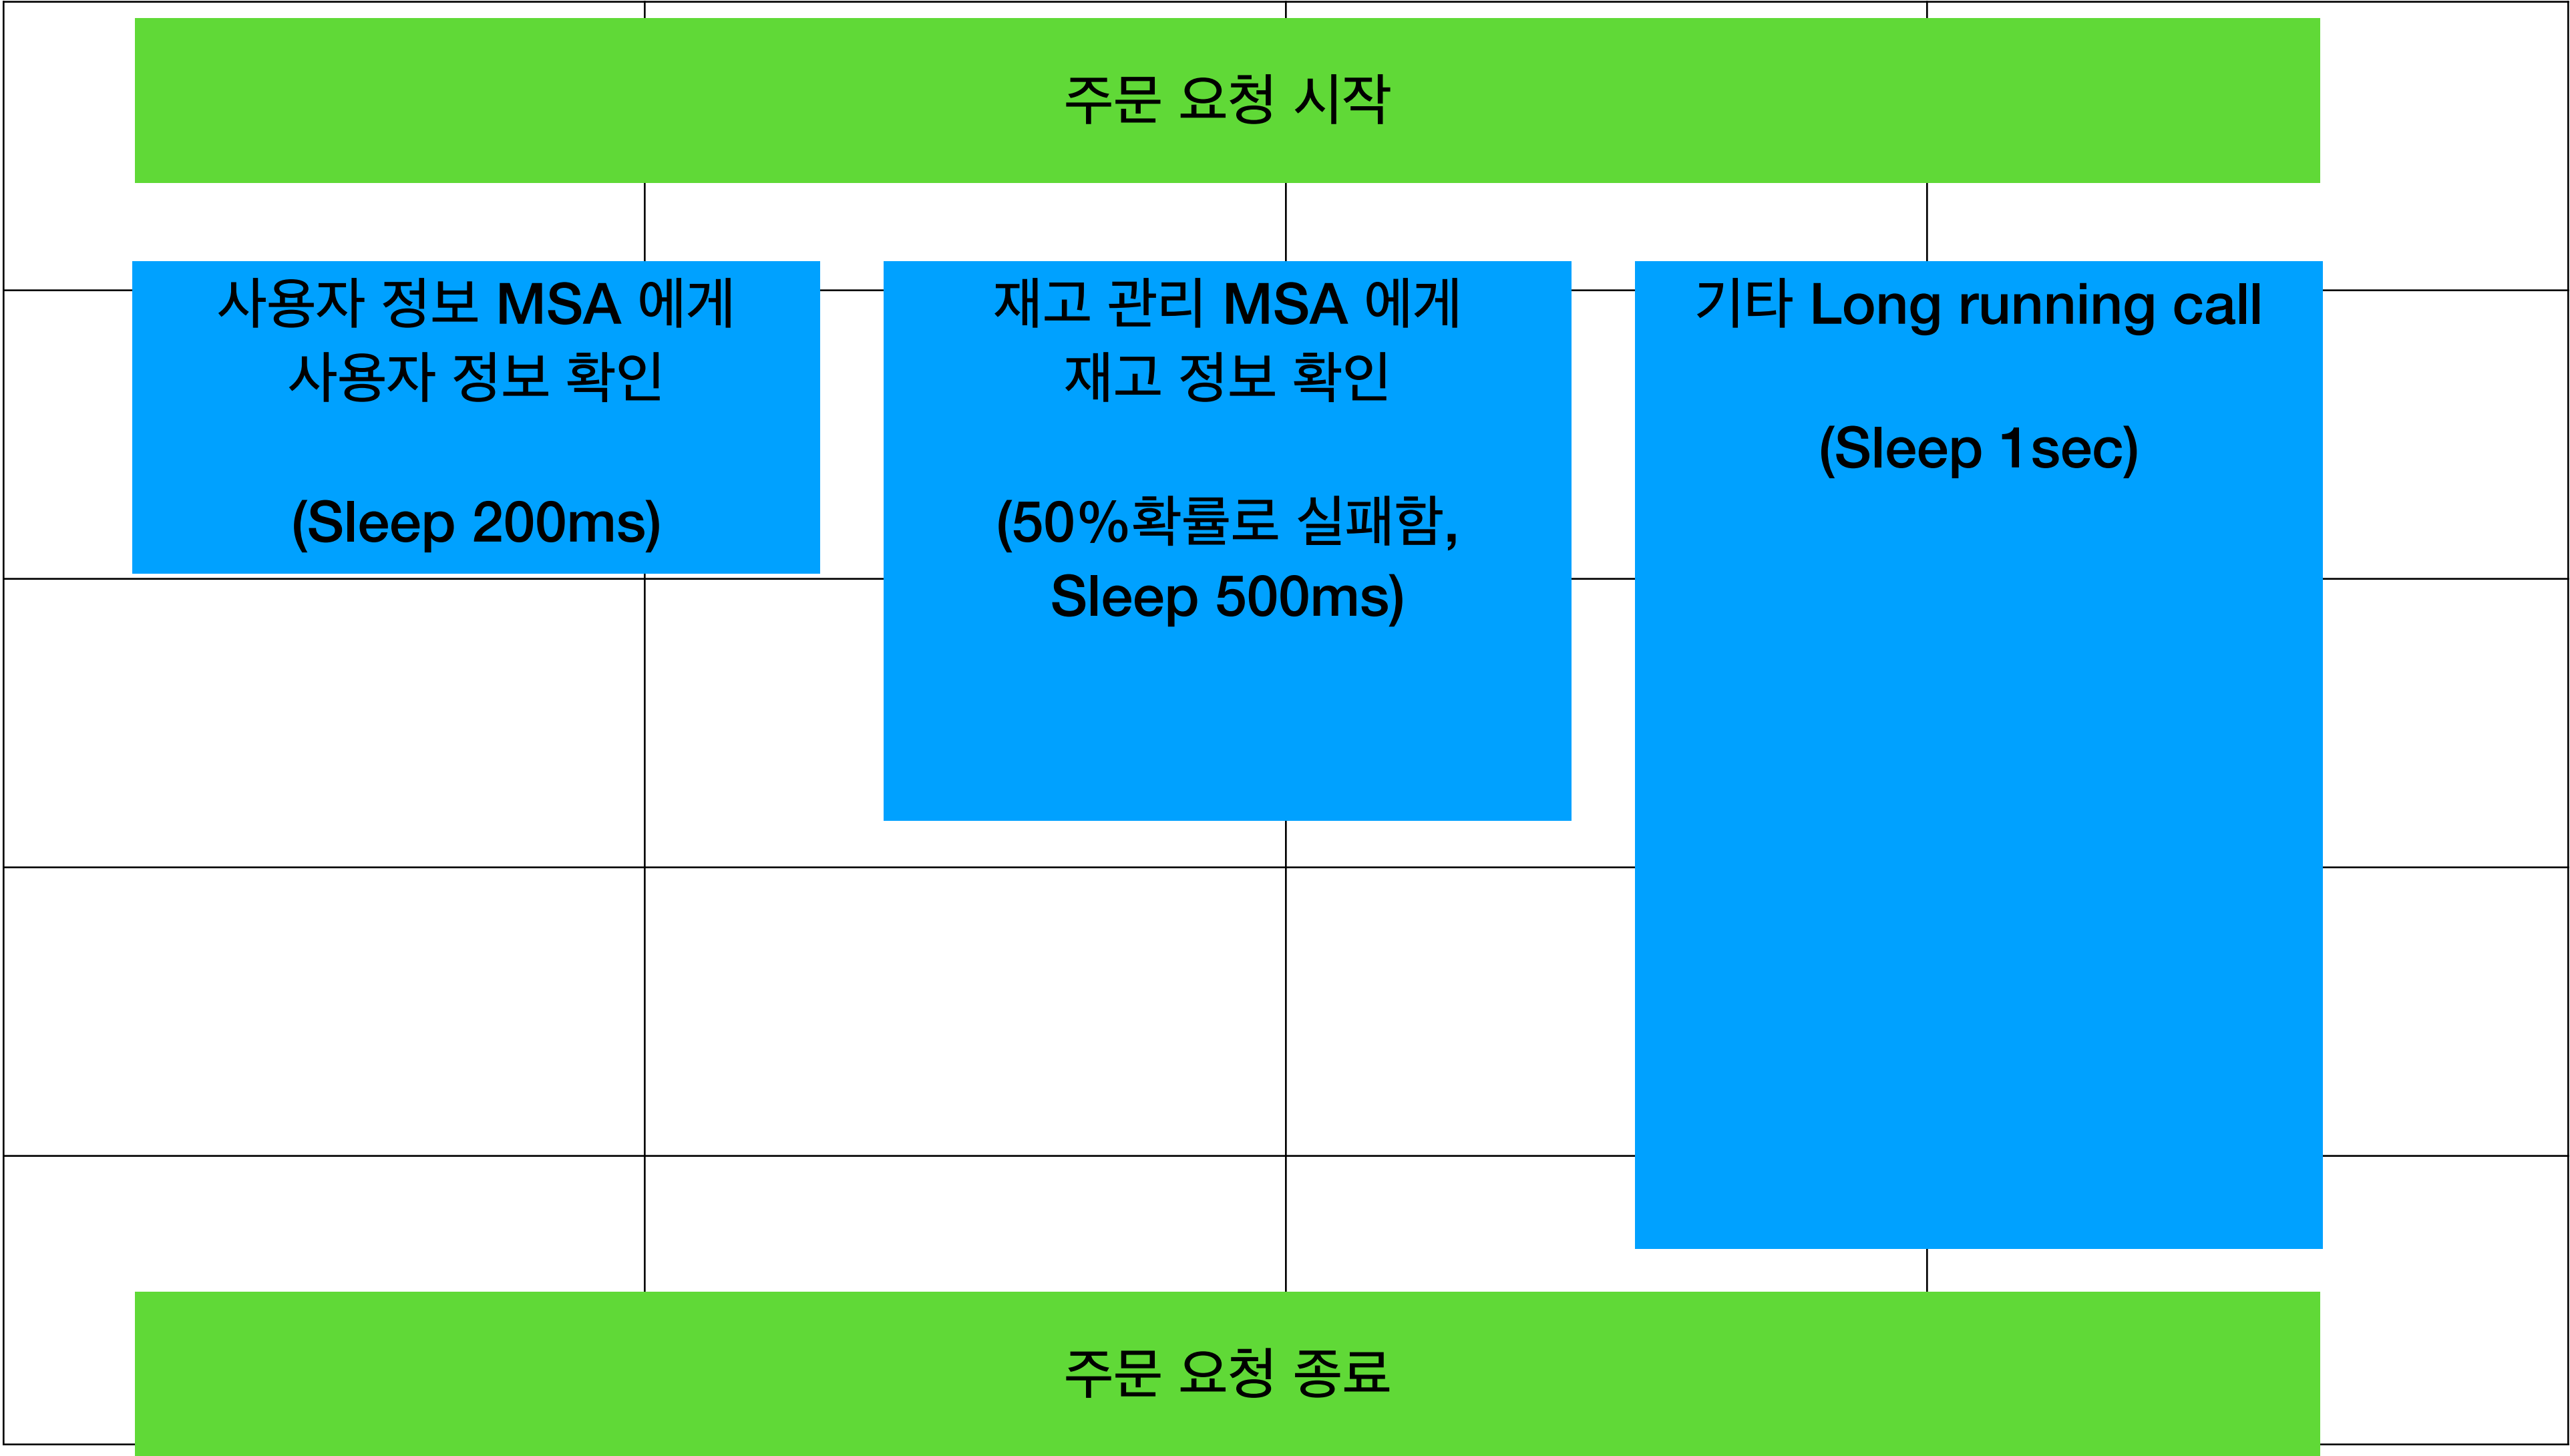 주문 요청 시작
사용자 정보 MSA 에게
사용자 정보 확인
(Sleep 200ms)
재고 관리 MSA 에게
재고 정보 확인
(50%확률로 실패함,
Sleep 500ms)
기타 Long running call
(Sleep 1sec)
주문 요청 종료